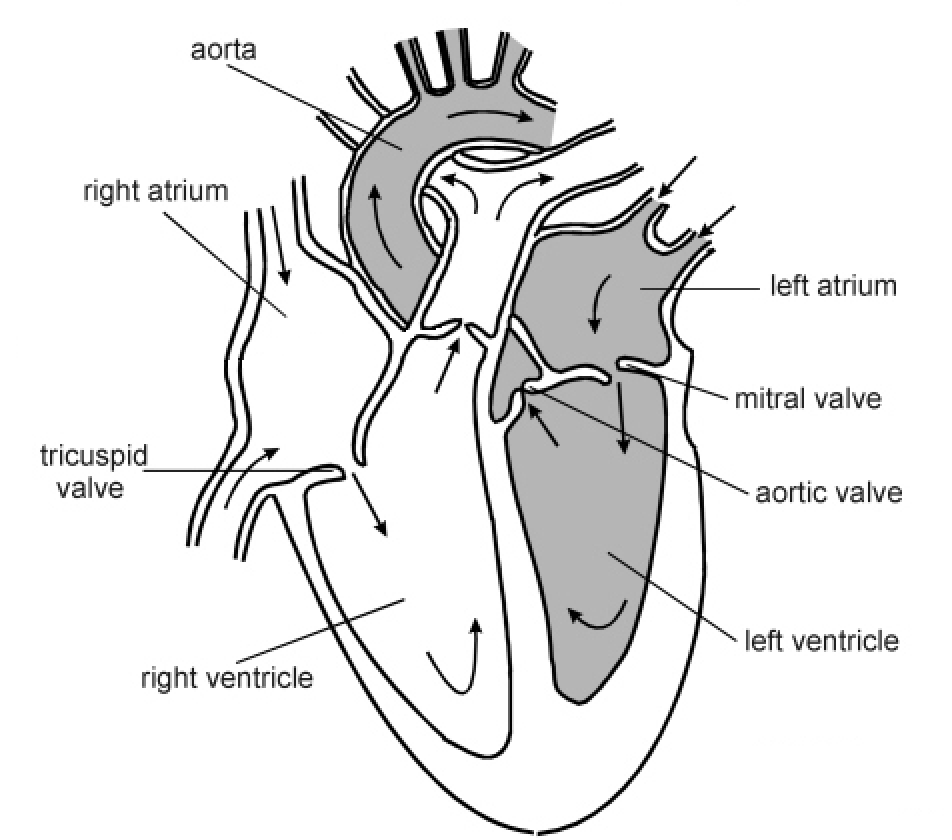 aorta
right atrium
left atrium
mitral valve
tricuspid
valve
aortic valve
left ventricle
right ventricle